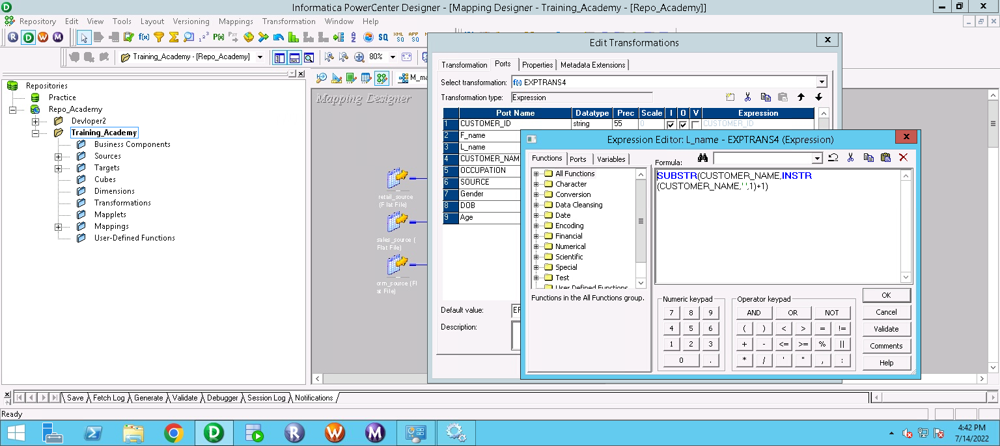 Informatica PowerCenter Designer - [Mapping Designer - Training_Academy - [Repo_Academy]]
Repository Edit View Tools Layout Versioning Mappings Transformation Window Help
Training_Academy - [Repo_Academy]
80%
Repositories
Practice
Repo_Academy
Devloper2
Training_Academy
Business Components
Sources
Targets
Cubes
Dimensions
Transformations
Mapplets
Mappings
User-Defined Functions
M_ma
Mapping Designer
retail_source
(Flat File)
sales_source (
Flat File)
crm_source (Fl
at File)
Edit Transformations
Transformation Ports Properties Metadata Extensions
Select transformation: f(x) EXPTRANS4
Transformation type: Expression
Port Name Datatype Prec Scale I O V Expression
1 CUSTOMER_ID string 55 0 CUSTOMER_ID
2 F_name
3 L_name
4 CUSTOMER_NAM
5 OCCUPATION
6 SOURCE
7 Gender
8 DOB
9 Age
Default value: ER
Description:
Expression Editor: L_name - EXPTRANS4 (Expression)
Functions Ports Variables
All Functions
Character
Conversion
Data Cleansing
Date
Encoding
Financial
Numerical
Scientific
Special
Test
User Defined Functions
Functions in the All Functions group.
Formula:
SUBSTR(CUSTOMER_NAME,INSTR
(CUSTOMER_NAME,' ',1)+1)
Numeric keypad
7 8 9
4 5 6
1 2 3
0 .
Operator keypad
AND OR NOT
( ) < > = !=
+ - <= >= % ||
* / ' " , :
OK
Cancel
Validate
Comments
Help
Save Fetch Log Generate Validate Debugger Session Log Notifications
Ready
4:42 PM
7/14/2022